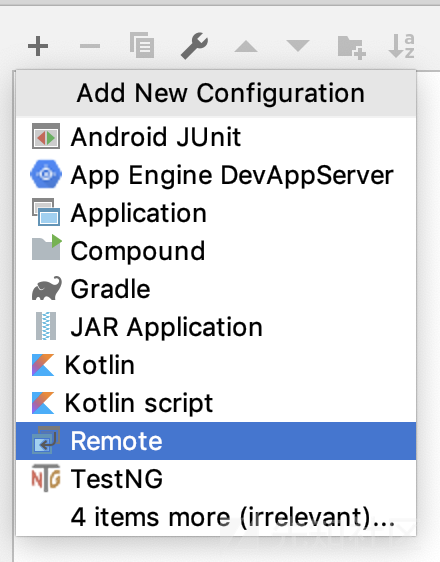 Add New Configuration
Android JUnit
App Engine DevAppServer
Application
Compound
Gradle
JAR Application
Kotlin
Kotlin script
Remote
TestNG
4 items more (irrelevant)...